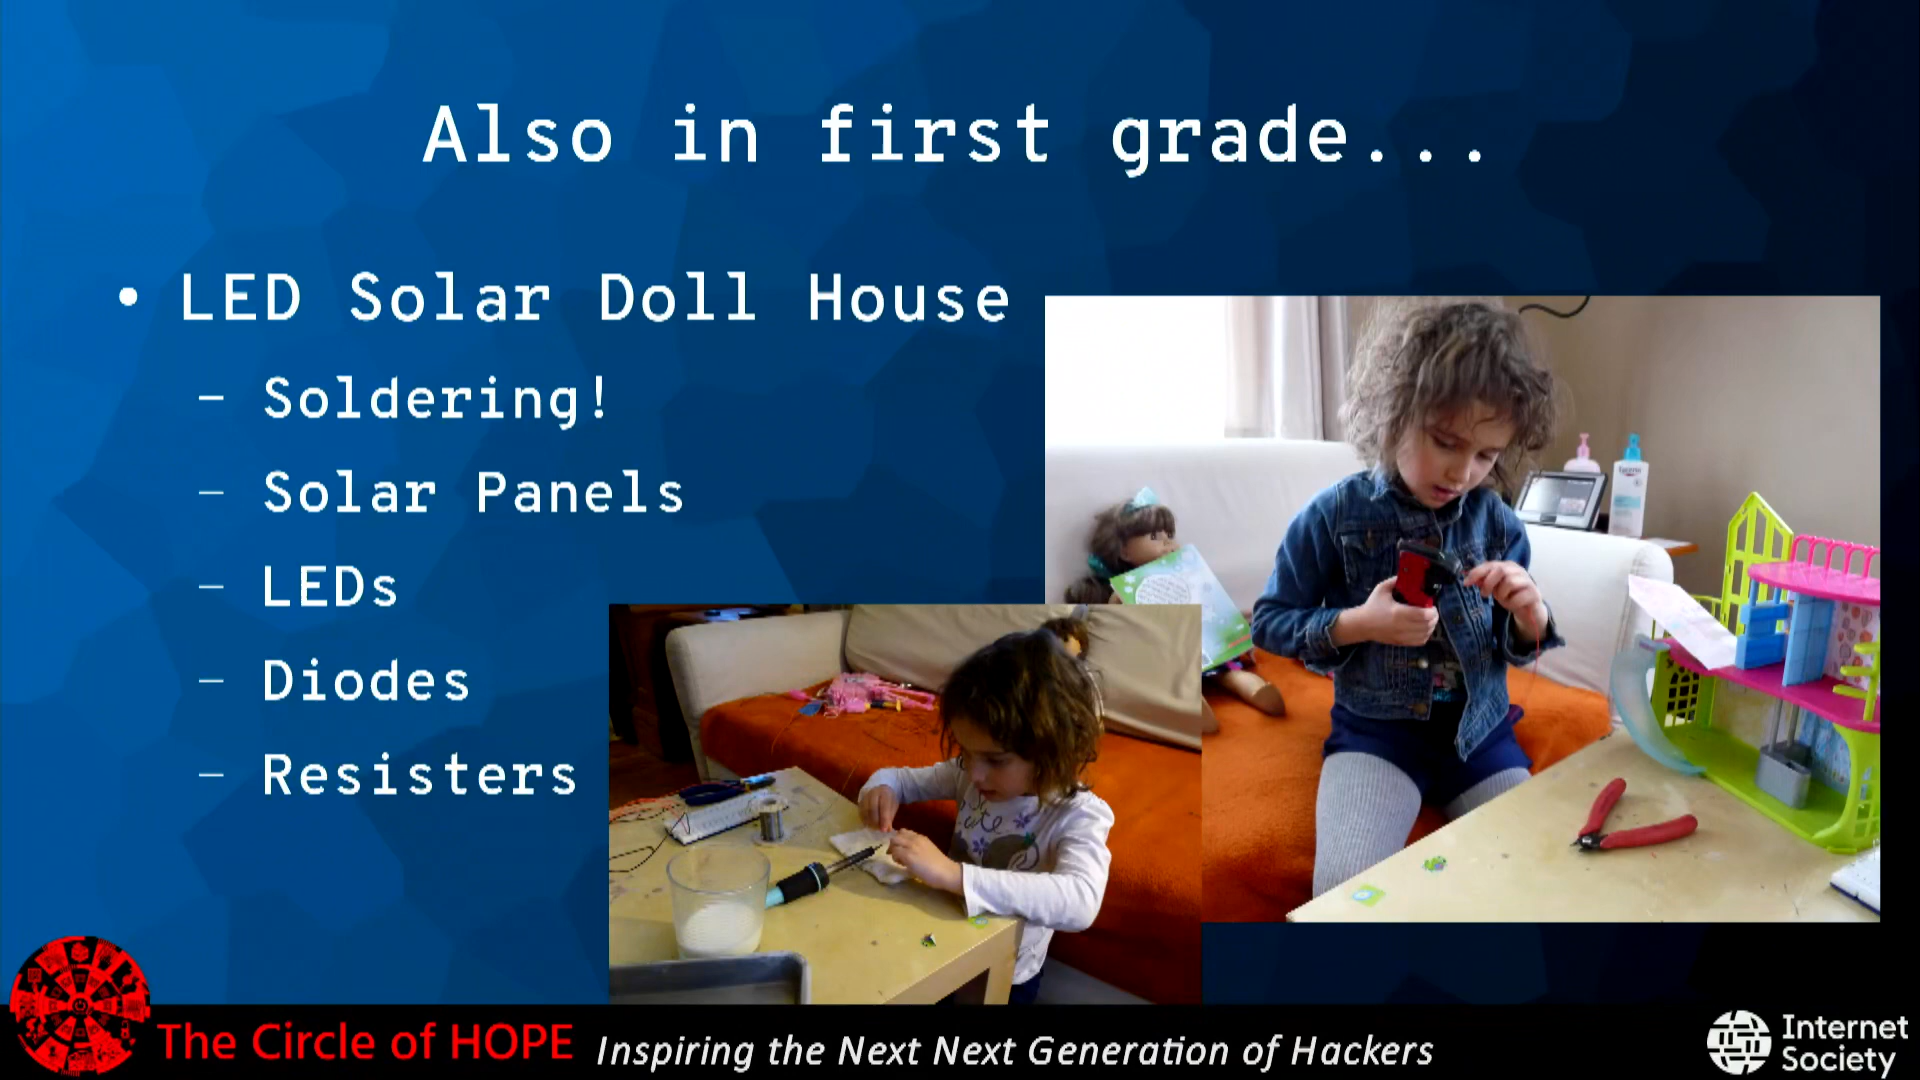 Also in first grade...
• LED Solar Doll House
– Soldering!
– Solar Panels
– LEDs
– Diodes
– Resisters
The Circle of HOPE
Inspiring the Next Next Generation of Hackers
Internet
Society